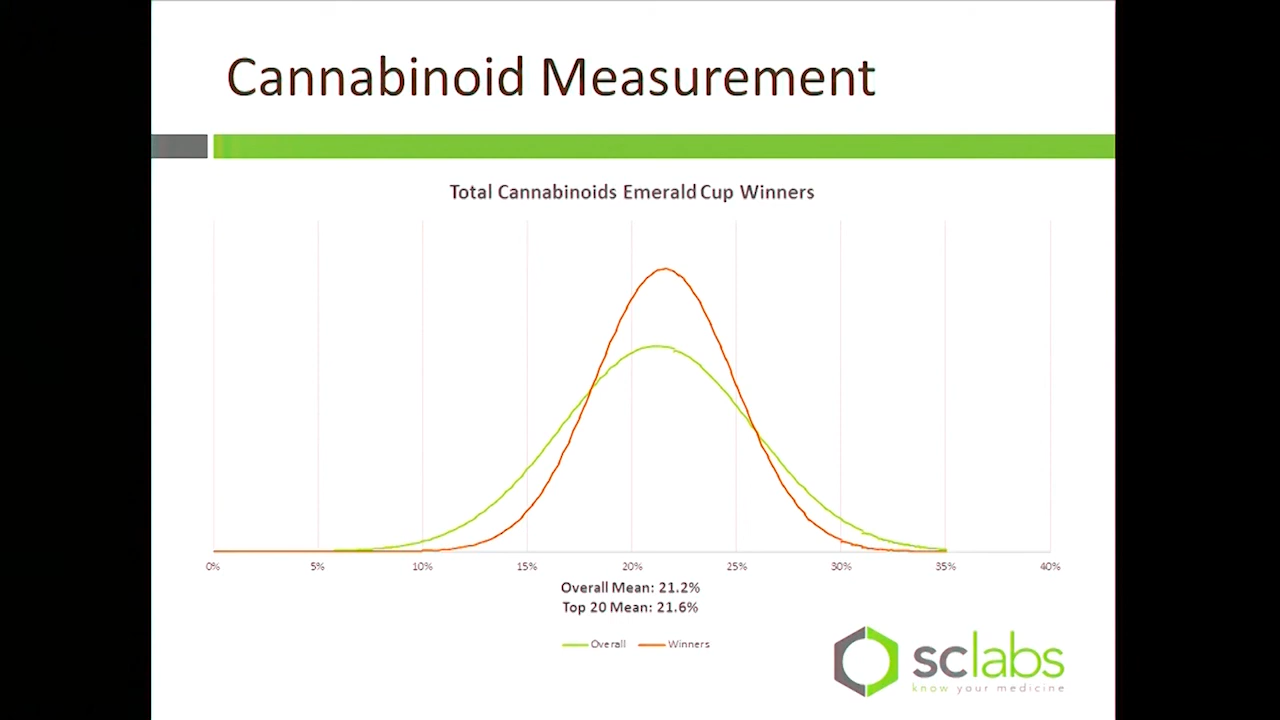 Cannabinoid Measurement
Total Cannabinoids Emerald Cup Winners
0% 5% 10% 15% 20% 25% 30% 35% 40%
Overall Mean: 21.2%
Top 20 Mean: 21.6%
Overall Winners
sclabs
know your medicine